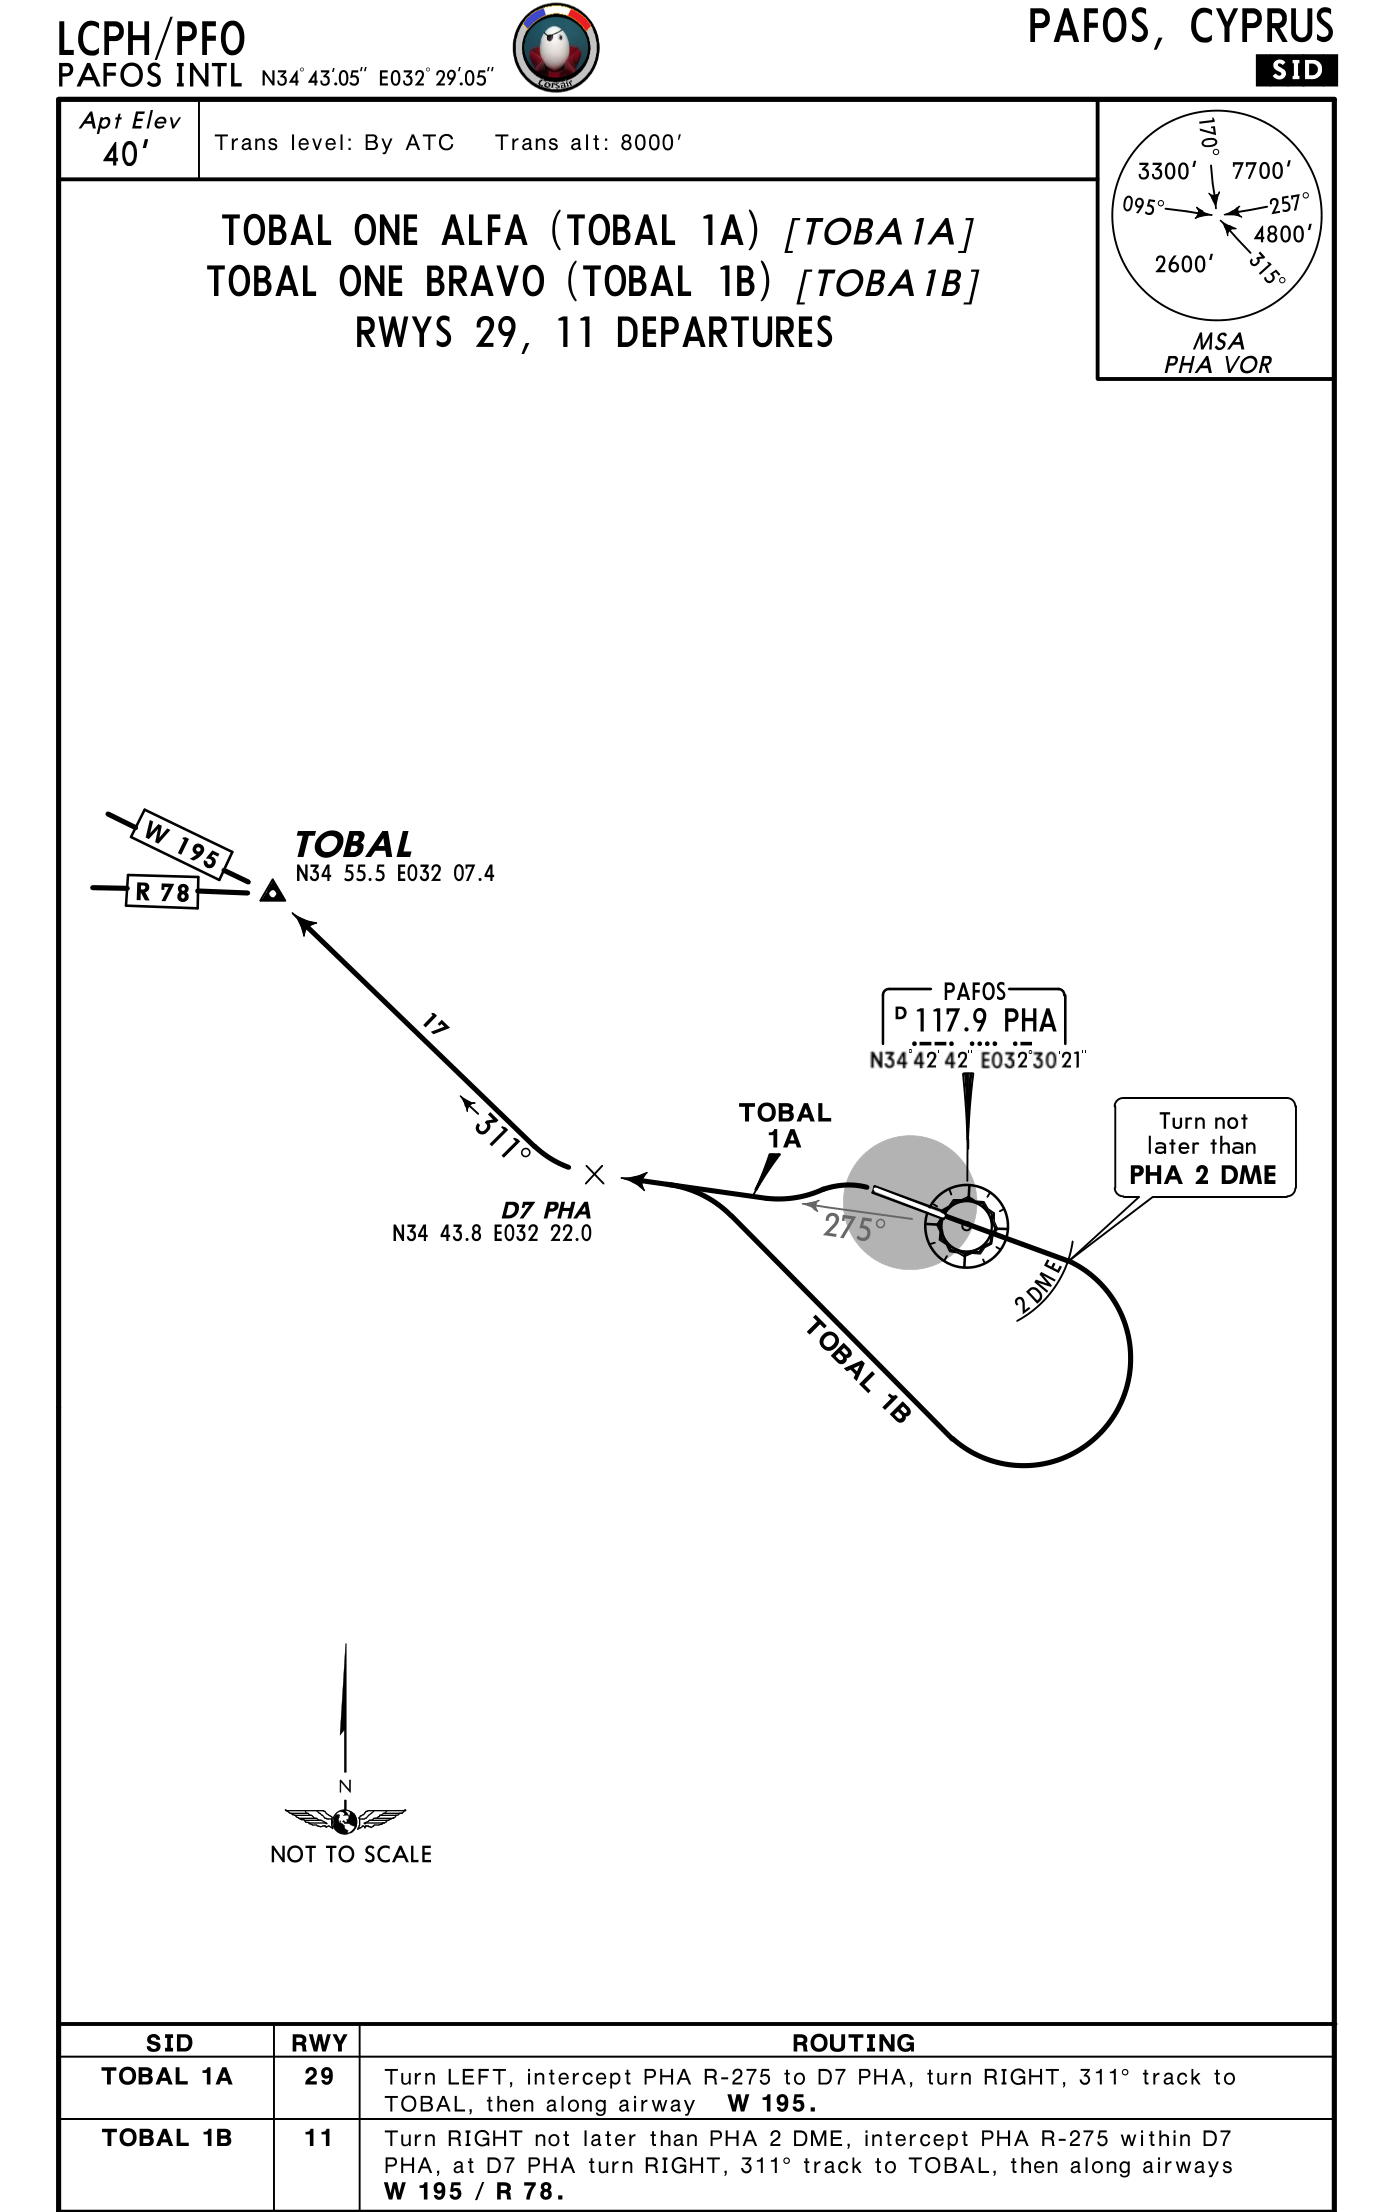 LCPH/PFO
PAFOS INTL N34°43'.05" E032°29'.05"
Corsair
PAFOS, CYPRUS
SID
Apt Elev
40'
Trans level: By ATC Trans alt: 8000'
170°
3300' 7700'
095° 257°
4800'
2600'
315°
MSA
PHA VOR
TOBAL ONE ALFA (TOBAL 1A) [TOBA1A]
TOBAL ONE BRAVO (TOBAL 1B) [TOBA1B]
RWYS 29, 11 DEPARTURES
W 195
R 78
TOBAL
N34 55.5 E032 07.4
17
311°
D7 PHA
N34 43.8 E032 22.0
PAFOS
D 117.9 PHA
N34°42'42" E032°30'21"
TOBAL
1A
275°
Turn not
later than
PHA 2 DME
2 DME
TOBAL 1B
N
NOT TO SCALE
SID RWY ROUTING
TOBAL 1A 29 Turn LEFT, intercept PHA R-275 to D7 PHA, turn RIGHT, 311° track to
TOBAL, then along airway W 195.
TOBAL 1B 11 Turn RIGHT not later than PHA 2 DME, intercept PHA R-275 within D7
PHA, at D7 PHA turn RIGHT, 311° track to TOBAL, then along airways
W 195 / R 78.